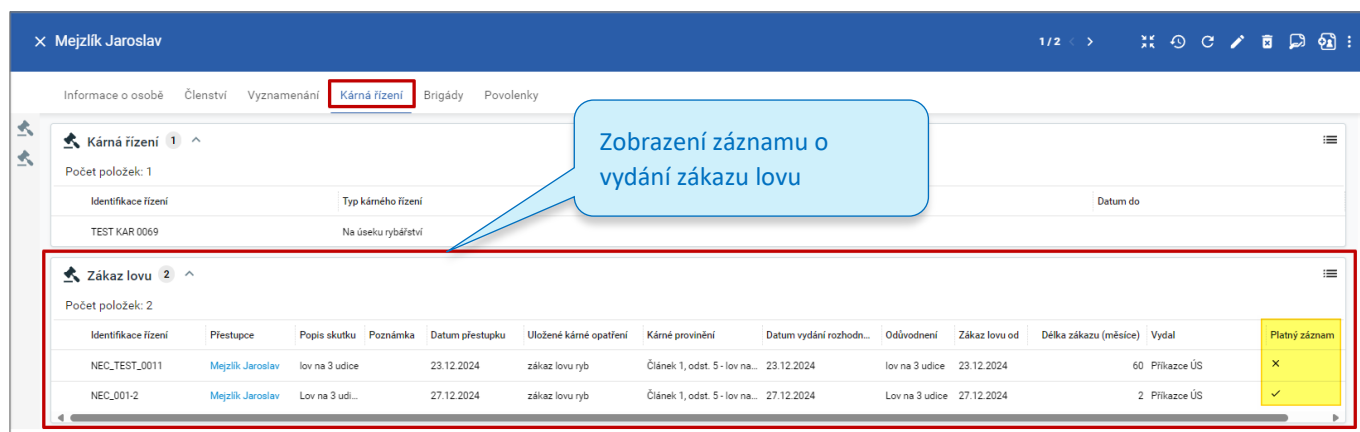 Mejzlík Jaroslav 1/2
Informace o osobě Členství Vyznamenání Kárná řízení Brigády Povolenky
Zobrazení záznamu o
vydání zákazu lovu
Kárná řízení 1
Počet položek: 1
Identifikace řízení Typ kárného řízení Datum do
TEST KAR 0069 Na úseku rybářství
Zákaz lovu 2
Počet položek: 2
Identifikace řízení Přestupce Popis skutku Poznámka Datum přestupku Uložené kárné opatření Kárné provinění Datum vydání rozhodn... Odůvodnení Zákaz lovu od Délka zákazu (měsíce) Vydal Platný záznam
NEC_TEST_0011 Mejzlík Jaroslav lov na 3 udice 23.12.2024 zákaz lovu ryb Článek 1, odst. 5 - lov na... 23.12.2024 lov na 3 udice 23.12.2024 60 Příkazce ÚS
NEC_001-2 Mejzlík Jaroslav Lov na 3 udi... 27.12.2024 zákaz lovu ryb Článek 1, odst. 5 - lov na... 27.12.2024 Lov na 3 udice 27.12.2024 2 Příkazce ÚS